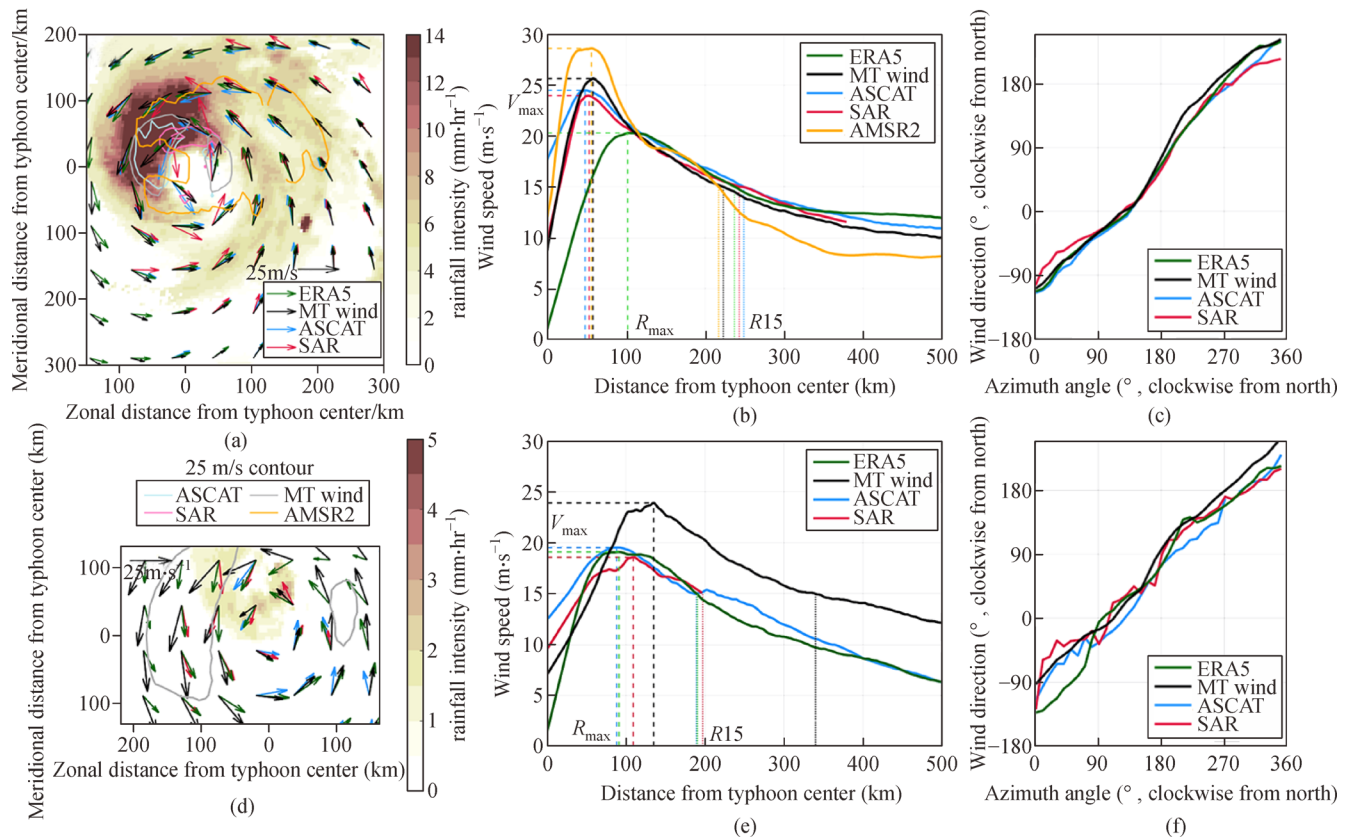 Meridional distance from typhoon center/km
200
100
0
100
200
300
100
0
100
200
300
Zonal distance from typhoon center/km
25m/s
ERA5
MT wind
ASCAT
SAR
14
12
10
8
6
4
2
0
rainfall intensity (mm·hr⁻¹)
(a)
Wind speed (m·s⁻¹)
30
25
20
15
10
5
0
V_max
R_max
R15
ERA5
MT wind
ASCAT
SAR
AMSR2
0
100
200
300
400
500
Distance from typhoon center (km)
(b)
Wind direction (°, clockwise from north)
180
90
0
−90
−180
ERA5
MT wind
ASCAT
SAR
0
90
180
270
360
Azimuth angle (°, clockwise from north)
(c)
Meridional distance from typhoon center (km)
25 m/s contour
ASCAT
MT wind
SAR
AMSR2
100
0
100
25m·s⁻¹
200
100
0
100
Zonal distance from typhoon center (km)
5
4
3
2
1
0
rainfall intensity (mm·hr⁻¹)
(d)
Wind speed (m·s⁻¹)
30
25
20
15
10
5
0
V_max
R_max
R15
ERA5
MT wind
ASCAT
SAR
0
100
200
300
400
500
Distance from typhoon center (km)
(e)
Wind direction (°, clockwise from north)
180
90
0
−90
−180
ERA5
MT wind
ASCAT
SAR
0
90
180
270
360
Azimuth angle (°, clockwise from north)
(f)